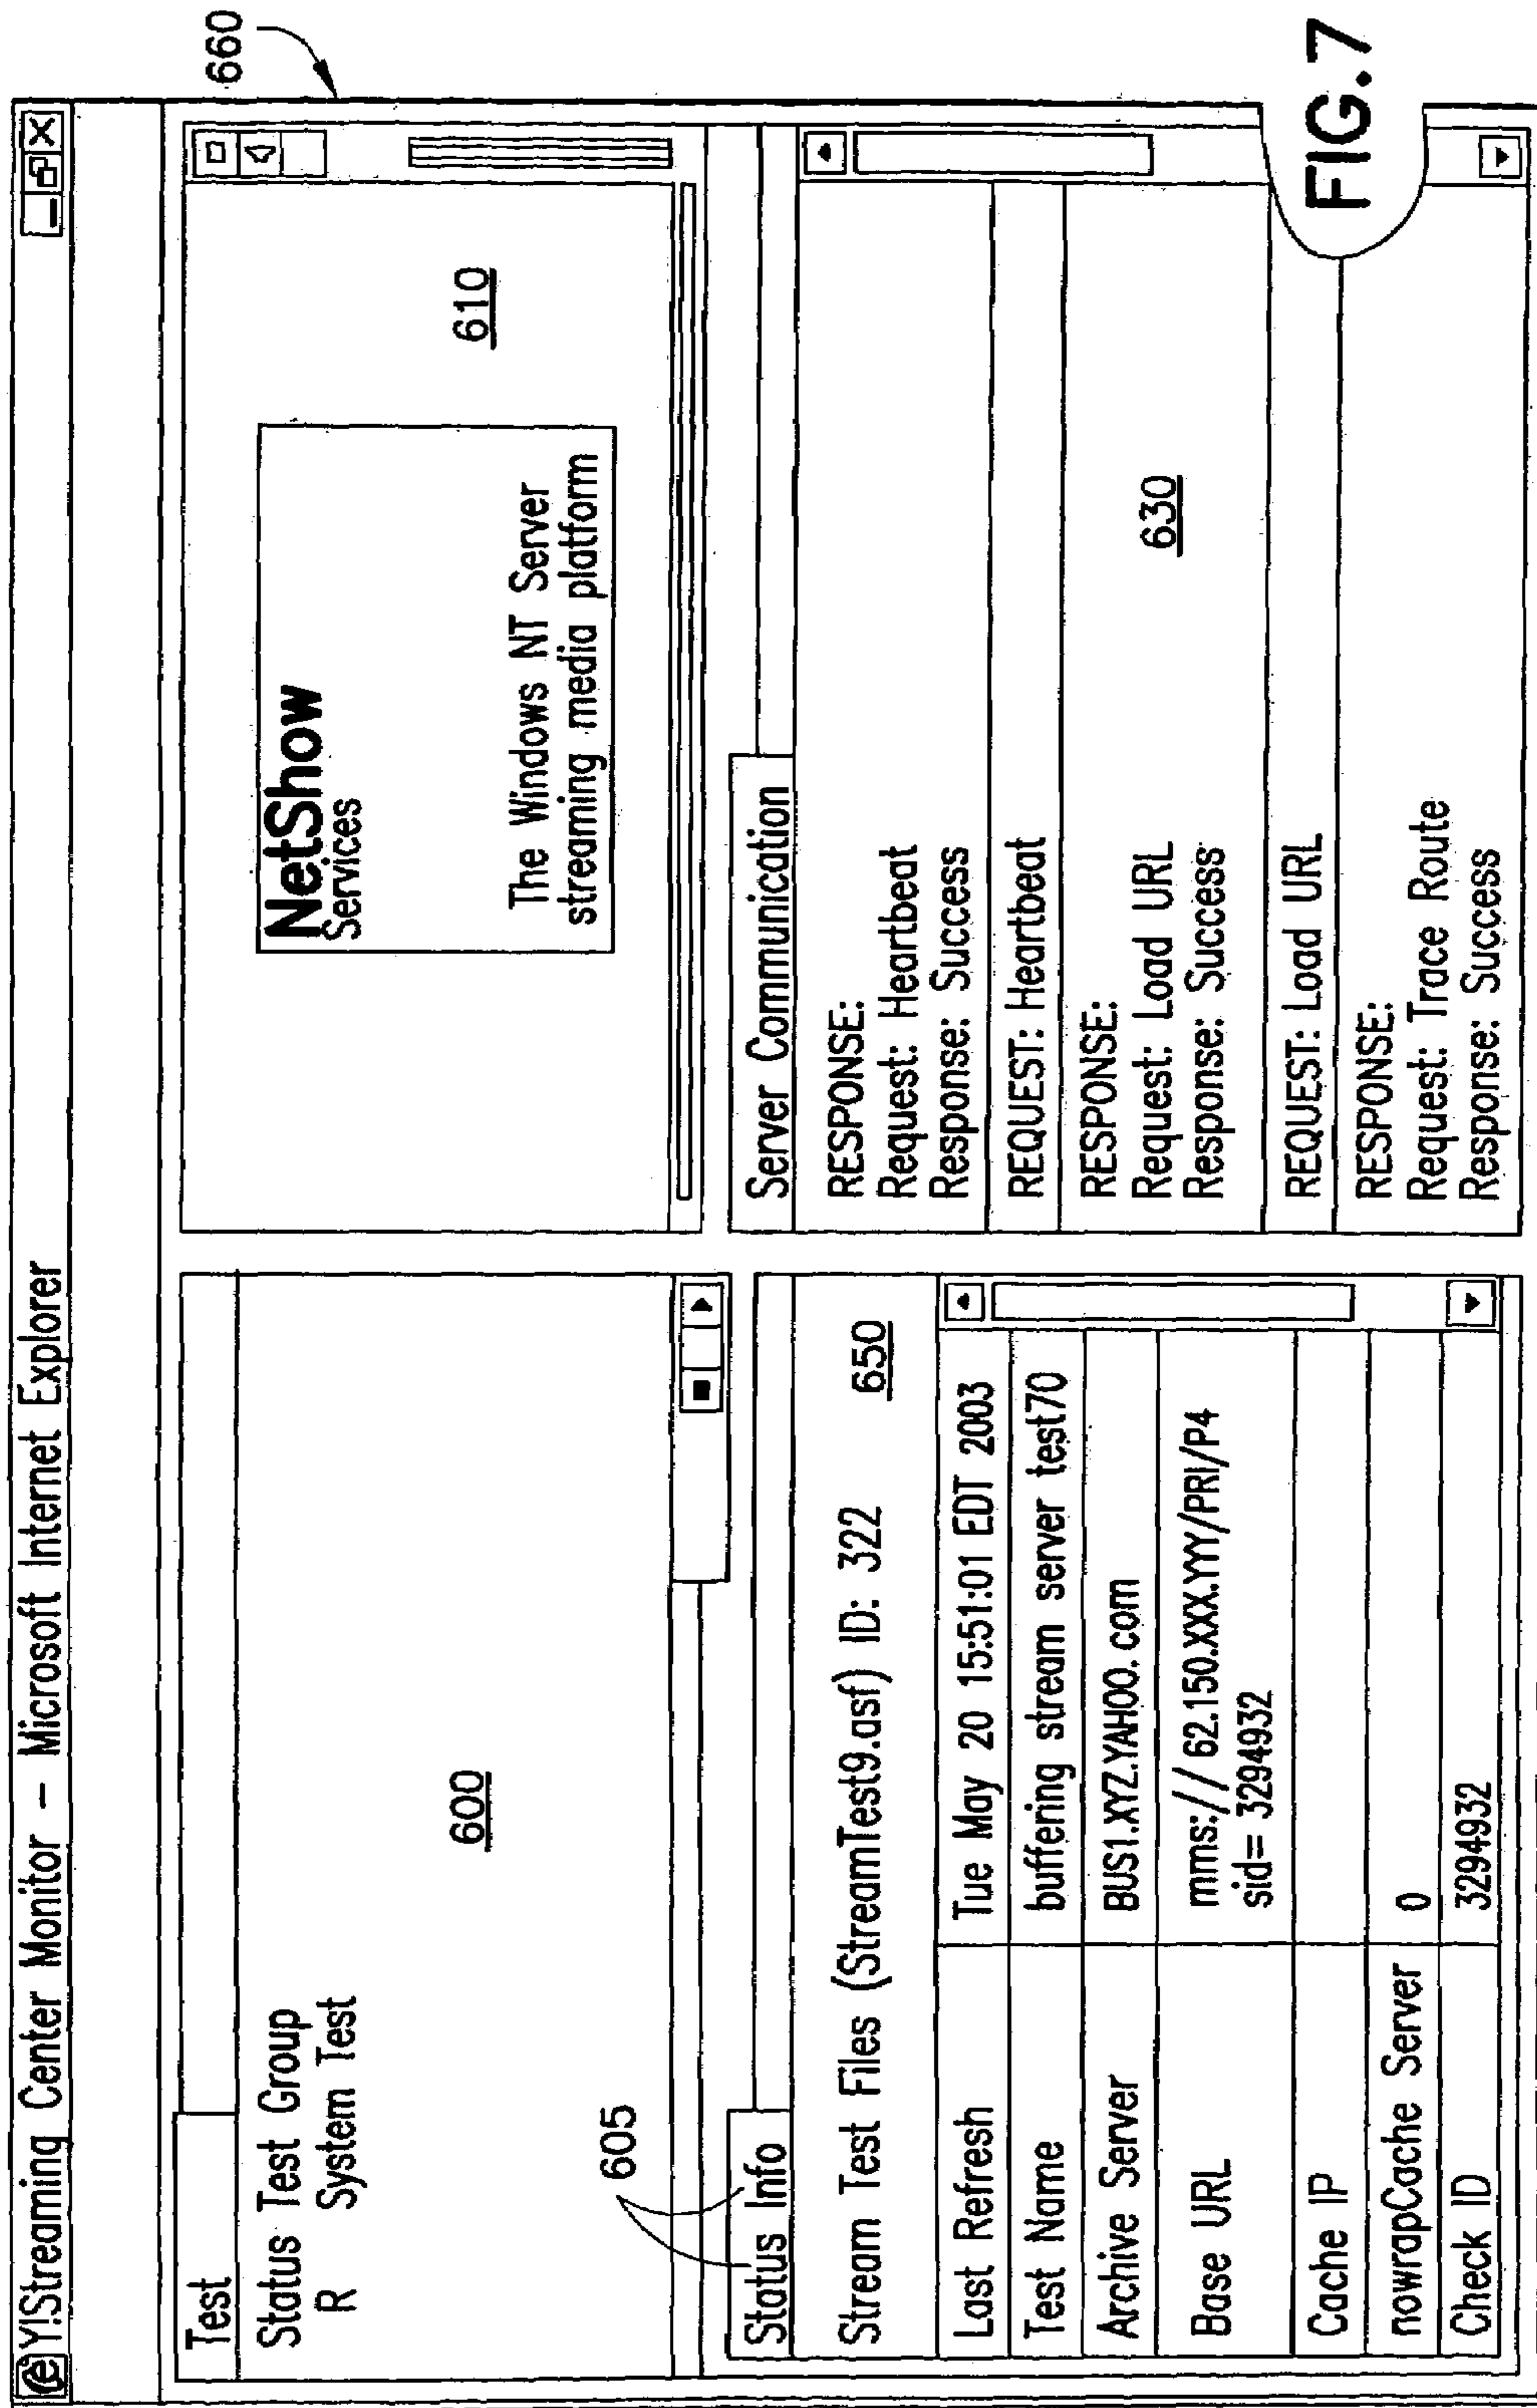 Y!Streaming Center Monitor – Microsoft Internet Explorer
660
Test
Status Test Group
R System Test
600
605
NetShow
Services
The Windows NT Server
streaming media platform
610
Status Info
Stream Test Files (StreamTest9.asf) ID: 322
650
Last Refresh Tue May 20 15:51:01 EDT 2003
Test Name buffering stream server test70
Archive Server BUS1.XYZ.YAHOO.com
Base URL mms:// 62.150.XXX.YYY/PRI/P4
sid= 3294932
Cache IP
nowrapCache Server 0
Check ID 3294932
Server Communication
RESPONSE:
Request: Heartbeat
Response: Success
REQUEST: Heartbeat
RESPONSE:
Request: Load URL
Response: Success
630
REQUEST: Load URL
RESPONSE:
Request: Trace Route
Response: Success
FIG.7